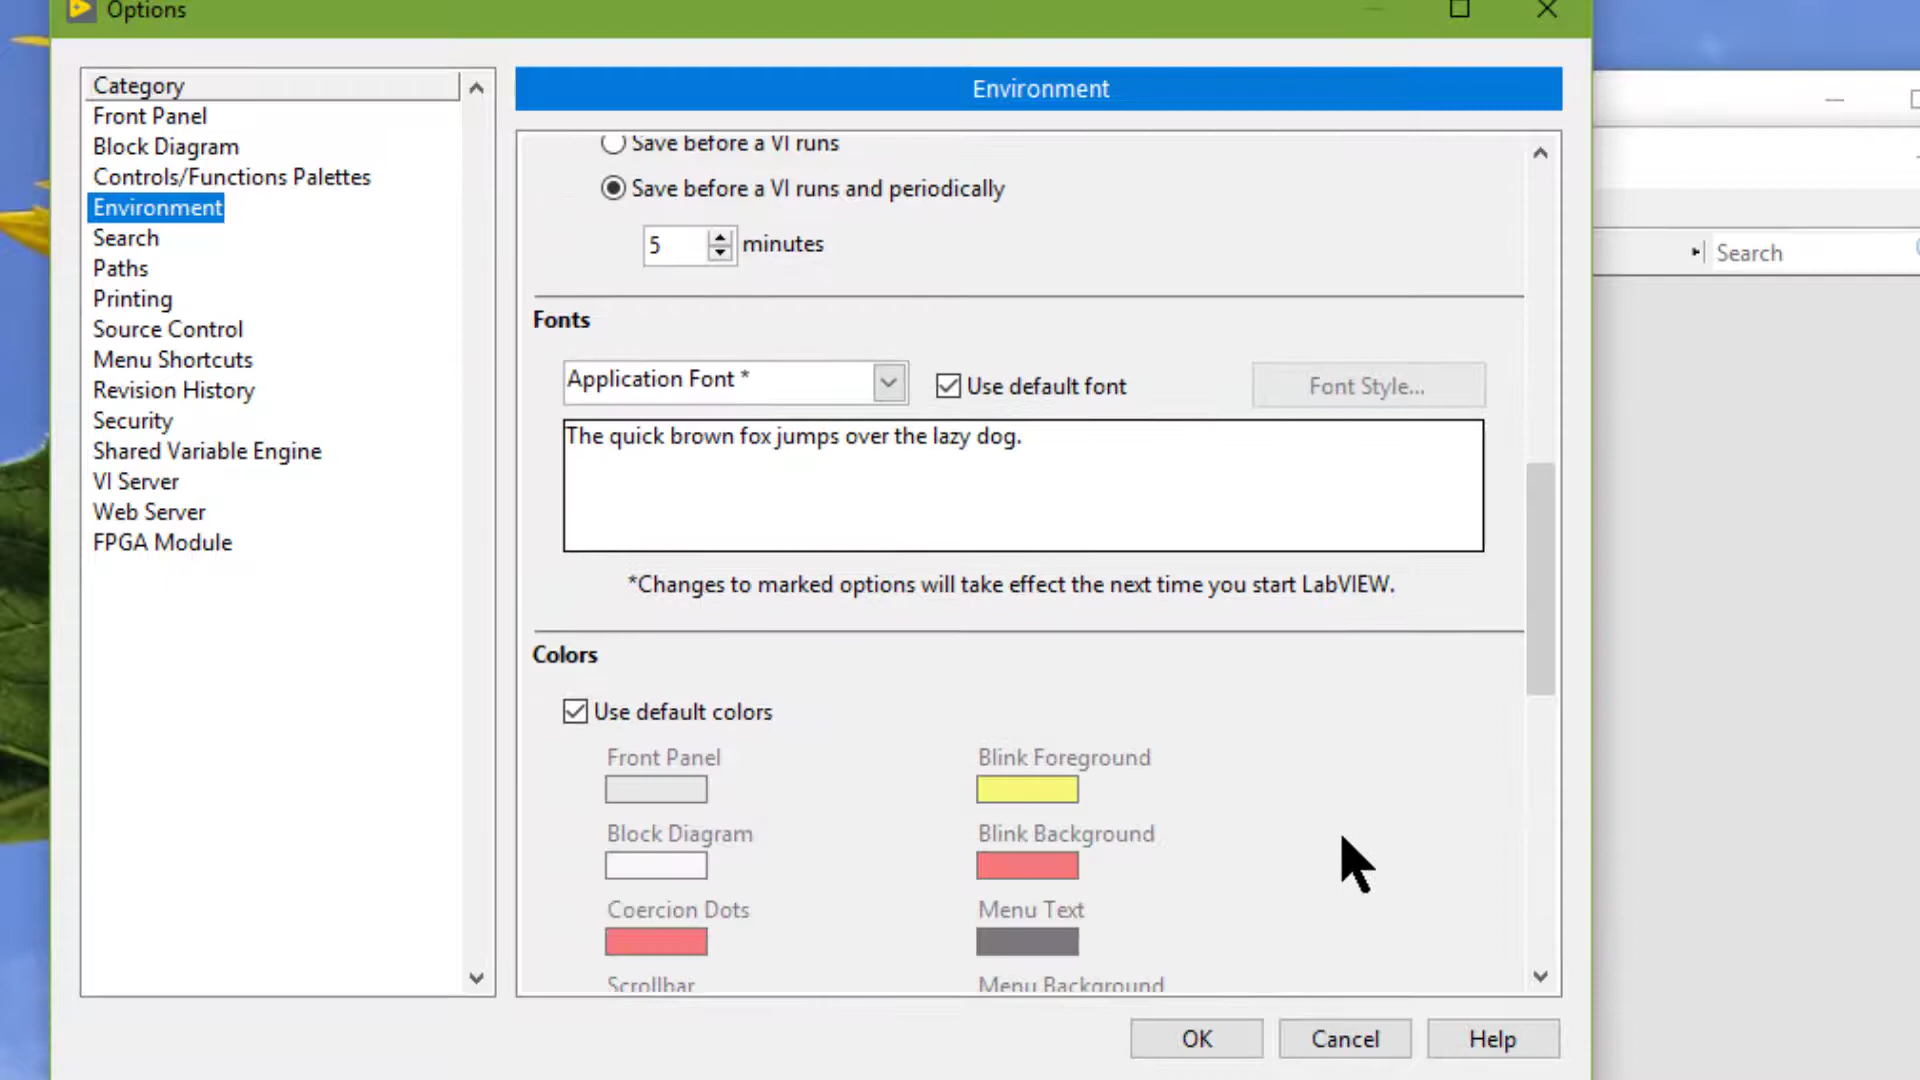 Options
Category
Front Panel
Block Diagram
Controls/Functions Palettes
Environment
Search
Paths
Printing
Source Control
Menu Shortcuts
Revision History
Security
Shared Variable Engine
VI Server
Web Server
FPGA Module
Environment
Save before a VI runs
Save before a VI runs and periodically
5 minutes
Fonts
Application Font * Use default font Font Style...
The quick brown fox jumps over the lazy dog.
*Changes to marked options will take effect the next time you start LabVIEW.
Colors
Use default colors
Front Panel Blink Foreground
Block Diagram Blink Background
Coercion Dots Menu Text
Scrollbar Menu Background
OK Cancel Help
Search